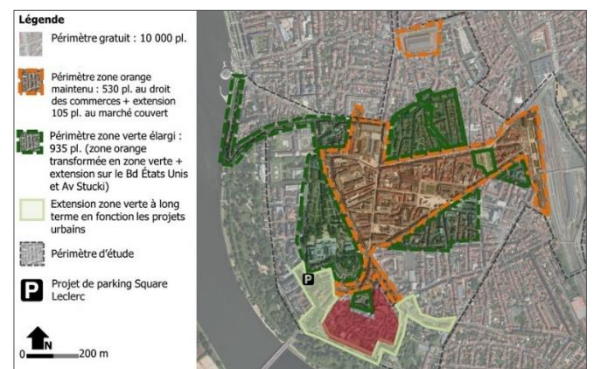 Légende
Périmètre gratuit : 10 000 pl.
Périmètre zone orange
maintenu : 530 pl. au droit
des commerces + extension
105 pl. au marché couvert
Périmètre zone verte élargi :
935 pl. (zone orange
transformée en zone verte +
extension sur le Bd États Unis
et Av Stucki)
Extension zone verte à long
terme en fonction les projets
urbains
Périmètre d'étude
P
Projet de parking Square
Leclerc
N
0
200 m
P